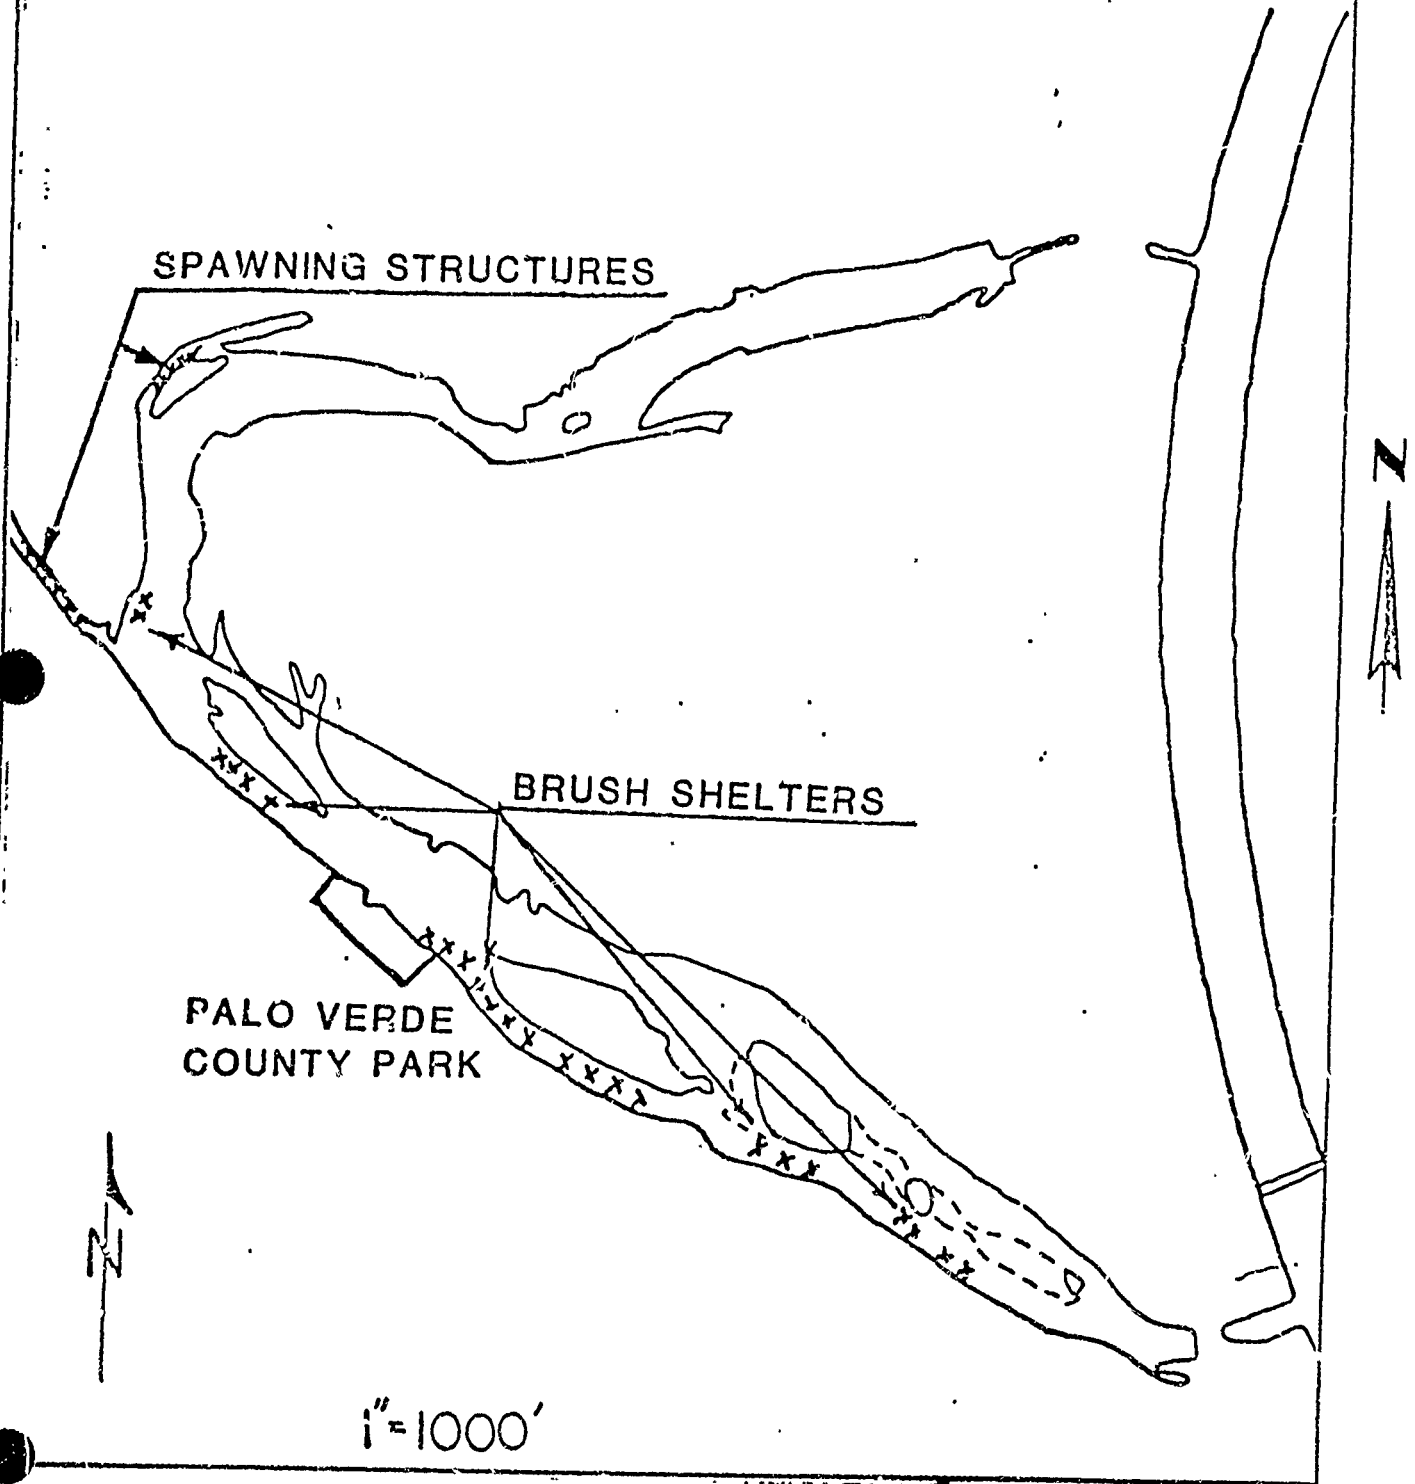 SPAWNING STRUCTURES
N
BRUSH SHELTERS
PALO VERDE
COUNTY PARK
N
1"=1000'